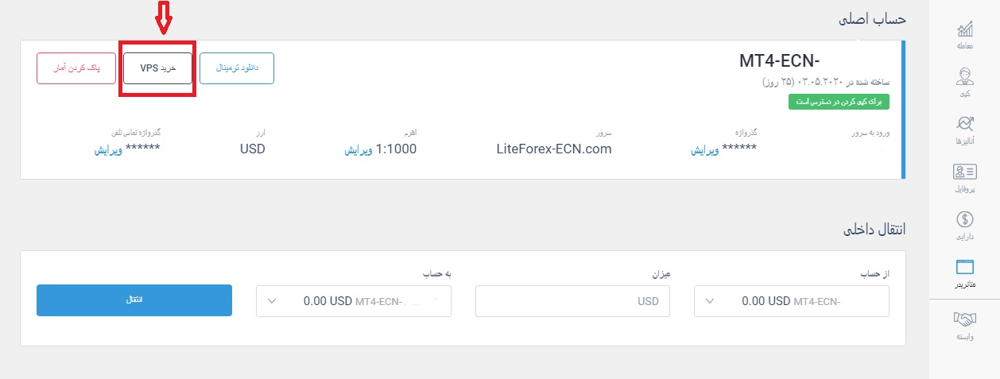 حساب اصلی
MT4-ECN-
ساخته شده در ۰۳.۰۵.۲۰۲۰ (۲۵ روز)
برای کپی کردن در دسترس است
دانلود ترمینال
خرید VPS
پاک کردن آمار
ورود به سرور
گذرواژه
****** ویرایش
سرور
LiteForex-ECN.com
اهرم
1:1000 ویرایش
ارز
USD
گذرواژه تماس تلفن
****** ویرایش
انتقال داخلی
از حساب
0.00 USD MT4-ECN-
میزان
USD
به حساب
0.00 USD MT4-ECN-
انتقال
معامله
کپی
آنالیزها
پروفایل
دارایی
متاتریدر
وابسته